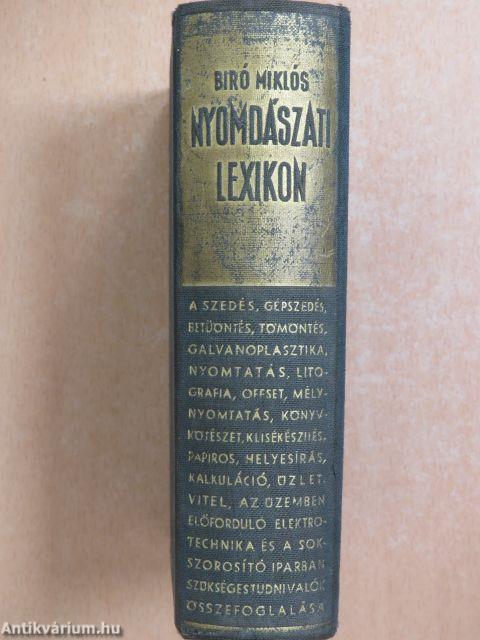 BIRÓ MIKLÓS
NYOMDÁSZATI
LEXIKON
A SZEDÉS, GÉPSZEDÉS,
BETŰÖNTÉS, TÖMÖNTÉS,
GALVANOPLASZTIKA,
NYOMTATÁS, LITO-
GRAFIA, OFFSET, MÉLY-
NYOMTATÁS, KÖNYV-
KÖTÉSZET, KLISÉKÉSZITÉS,
PAPIROS, HELYESÍRÁS,
KALKULÁCIÓ, ÜZLET-
VITEL, AZ ÜZEMBEN
ELŐFORDULÓ ELEKTRO-
TECHNIKA ÉS A SOK-
SZOROSÍTÓ IPARBAN
SZÜKSÉGES TUDNIVALÓK
ÖSSZEFOGLALÁSA
Antikvárium.hu